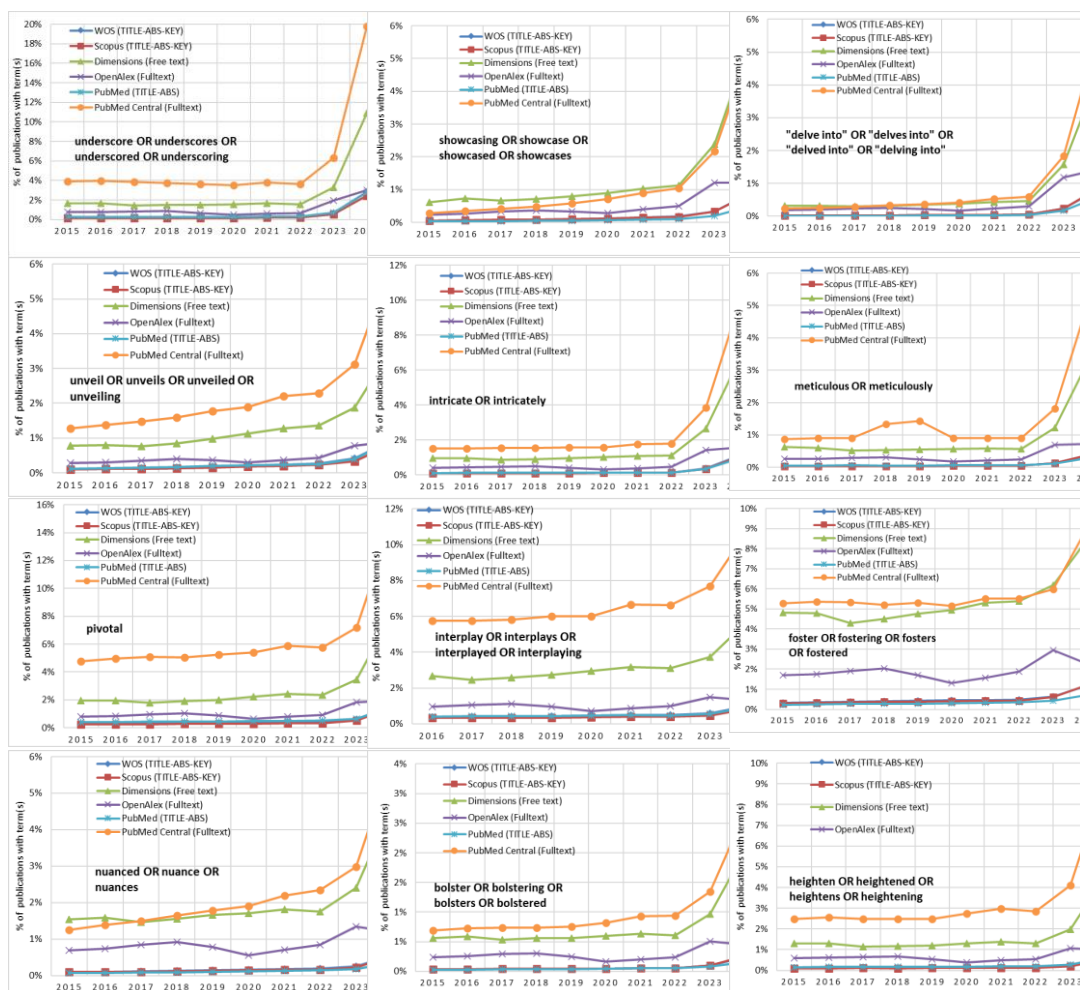 % of publications with term(s)
20%
18%
16%
14%
12%
10%
8%
6%
4%
2%
0%
WOS (TITLE-ABS-KEY)
Scopus (TITLE-ABS-KEY)
Dimensions (Free text)
OpenAlex (Fulltext)
PubMed (TITLE-ABS)
PubMed Central (Fulltext)
underscore OR underscores OR
underscored OR underscoring
2015 2016 2017 2018 2019 2020 2021 2022 2023
% of publications with term(s)
6%
5%
4%
3%
2%
1%
0%
WOS (TITLE-ABS-KEY)
Scopus (TITLE-ABS-KEY)
Dimensions (Free text)
OpenAlex (Fulltext)
PubMed (TITLE-ABS)
PubMed Central (Fulltext)
showcasing OR showcase OR
showcased OR showcases
2015 2016 2017 2018 2019 2020 2021 2022 2023
% of publications with term(s)
6%
5%
4%
3%
2%
1%
0%
WOS (TITLE-ABS-KEY)
Scopus (TITLE-ABS-KEY)
Dimensions (Free text)
OpenAlex (Fulltext)
PubMed (TITLE-ABS)
PubMed Central (Fulltext)
"delve into" OR "delves into" OR
"delved into" OR "delving into"
2015 2016 2017 2018 2019 2020 2021 2022 2023
% of publications with term(s)
6%
5%
4%
3%
2%
1%
0%
WOS (TITLE-ABS-KEY)
Scopus (TITLE-ABS-KEY)
Dimensions (Free text)
OpenAlex (Fulltext)
PubMed (TITLE-ABS)
PubMed Central (Fulltext)
unveil OR unveils OR unveiled OR
unveiling
2015 2016 2017 2018 2019 2020 2021 2022 2023
% of publications with term(s)
12%
10%
8%
6%
4%
2%
0%
WOS (TITLE-ABS-KEY)
Scopus (TITLE-ABS-KEY)
Dimensions (Free text)
OpenAlex (Fulltext)
PubMed (TITLE-ABS)
PubMed Central (Fulltext)
intricate OR intricately
2015 2016 2017 2018 2019 2020 2021 2022 2023
% of publications with term(s)
6%
5%
4%
3%
2%
1%
0%
WOS (TITLE-ABS-KEY)
Scopus (TITLE-ABS-KEY)
Dimensions (Free text)
OpenAlex (Fulltext)
PubMed (TITLE-ABS)
PubMed Central (Fulltext)
meticulous OR meticulously
2015 2016 2017 2018 2019 2020 2021 2022 2023
% of publications with term(s)
16%
14%
12%
10%
8%
6%
4%
2%
0%
WOS (TITLE-ABS-KEY)
Scopus (TITLE-ABS-KEY)
Dimensions (Free text)
OpenAlex (Fulltext)
PubMed (TITLE-ABS)
PubMed Central (Fulltext)
pivotal
2015 2016 2017 2018 2019 2020 2021 2022 2023
% of publications with term(s)
12%
10%
8%
6%
4%
2%
0%
WOS (TITLE-ABS-KEY)
Scopus (TITLE-ABS-KEY)
Dimensions (Free text)
OpenAlex (Fulltext)
PubMed (TITLE-ABS)
PubMed Central (Fulltext)
interplay OR interplays OR
interplayed OR interplaying
2015 2016 2017 2018 2019 2020 2021 2022 2023
% of publications with term(s)
10%
9%
8%
7%
6%
5%
4%
3%
2%
1%
0%
WOS (TITLE-ABS-KEY)
Scopus (TITLE-ABS-KEY)
Dimensions (Free text)
OpenAlex (Fulltext)
PubMed (TITLE-ABS)
PubMed Central (Fulltext)
foster OR fostering OR fosters
OR fostered
2015 2016 2017 2018 2019 2020 2021 2022 2023
% of publications with term(s)
6%
5%
4%
3%
2%
1%
0%
WOS (TITLE-ABS-KEY)
Scopus (TITLE-ABS-KEY)
Dimensions (Free text)
OpenAlex (Fulltext)
PubMed (TITLE-ABS)
PubMed Central (Fulltext)
nuanced OR nuance OR
nuances
2015 2016 2017 2018 2019 2020 2021 2022 2023
% of publications with term(s)
4%
3%
3%
2%
2%
1%
1%
0%
WOS (TITLE-ABS-KEY)
Scopus (TITLE-ABS-KEY)
Dimensions (Free text)
OpenAlex (Fulltext)
PubMed (TITLE-ABS)
PubMed Central (Fulltext)
bolster OR bolstering OR
bolsters OR bolstered
2015 2016 2017 2018 2019 2020 2021 2022 2023
% of publications with term(s)
10%
9%
8%
7%
6%
5%
4%
3%
2%
1%
0%
WOS (TITLE-ABS-KEY)
Scopus (TITLE-ABS-KEY)
Dimensions (Free text)
OpenAlex (Fulltext)
heighten OR heightened OR
heightens OR heightening
2015 2016 2017 2018 2019 2020 2021 2022 2023